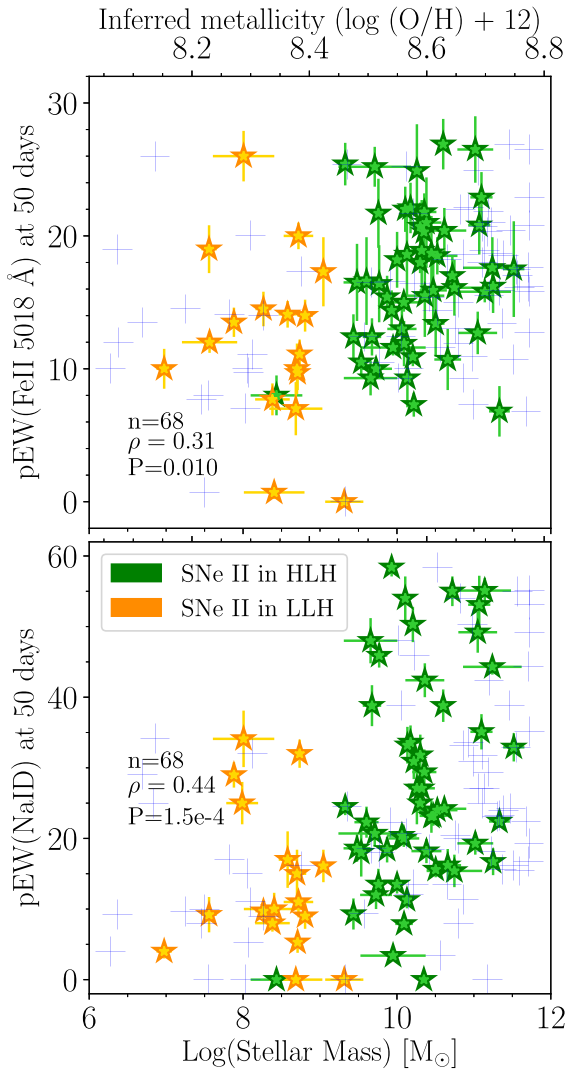 Inferred metallicity (log (O/H) + 12)
8.2 8.4 8.6 8.8
30
20
10
0
pEW(FeII 5018 Å) at 50 days
n=68
ρ = 0.31
P=0.010
60
40
20
0
pEW(NaID) at 50 days
SNe II in HLH
SNe II in LLH
n=68
ρ = 0.44
P=1.5e-4
6 8 10 12
Log(Stellar Mass) [M⊙]